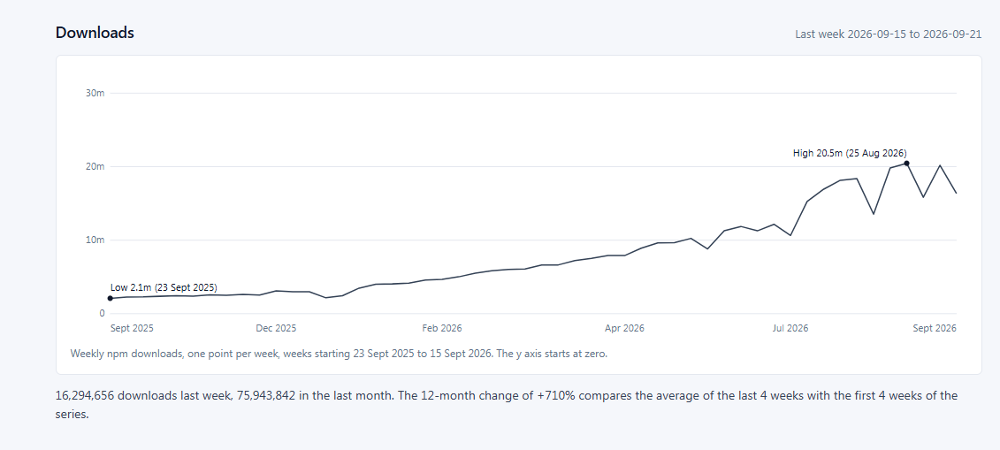 Downloads
Last week 2026-09-15 to 2026-09-21
30m
High 20.5m (25 Aug 2026)
20m
10m
Low 2.1m (23 Sept 2025)
0
Sept 2025
Dec 2025
Feb 2026
Apr 2026
Jul 2026
Sept 2026
Weekly npm downloads, one point per week, weeks starting 23 Sept 2025 to 15 Sept 2026. The y axis starts at zero.
16,294,656 downloads last week, 75,943,842 in the last month. The 12-month change of +710% compares the average of the last 4 weeks with the first 4 weeks of the
series.